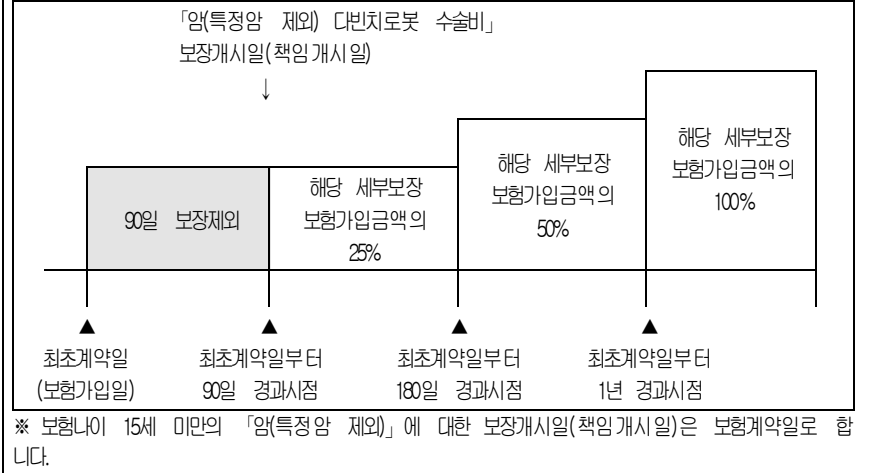 「암(특정암 제외) 다빈치로봇 수술비」
보장개시일(책임개시일)
↓
90일 보장제외
해당 세부보장
보험가입금액의
25%
해당 세부보장
보험가입금액의
50%
해당 세부보장
보험가입금액의
100%
▲ ▲ ▲ ▲
최초계약일 최초계약일부터 최초계약일부터 최초계약일부터
(보험가입일) 90일 경과시점 180일 경과시점 1년 경과시점
※ 보험나이 15세 미만의 「암(특정암 제외)」에 대한 보장개시일(책임개시일)은 보험계약일로 합
니다.